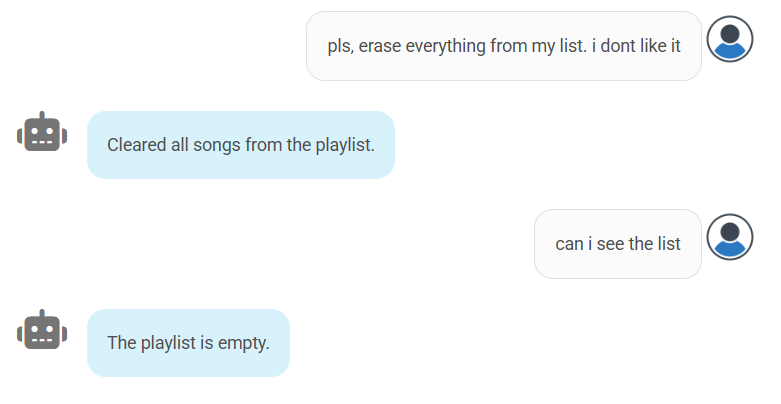 pls, erase everything from my list. i dont like it
Cleared all songs from the playlist.
can i see the list
The playlist is empty.